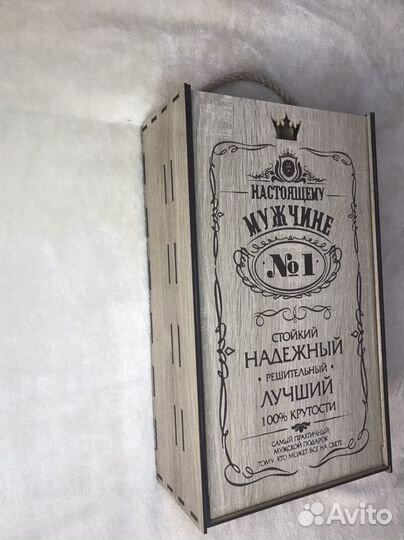 НАСТОЯЩЕМУ
МУЖЧИНЕ
№1
СТОЙКИЙ
НАДЕЖНЫЙ
· РЕШИТЕЛЬНЫЙ ·
ЛУЧШИЙ
100% КРУТОСТИ
САМЫЙ ПРАКТИЧНЫЙ
МУЖСКОЙ ПОДАРОК
ТОМУ, КТО МОЖЕТ ВСЕ НА СВЕТЕ
Avito